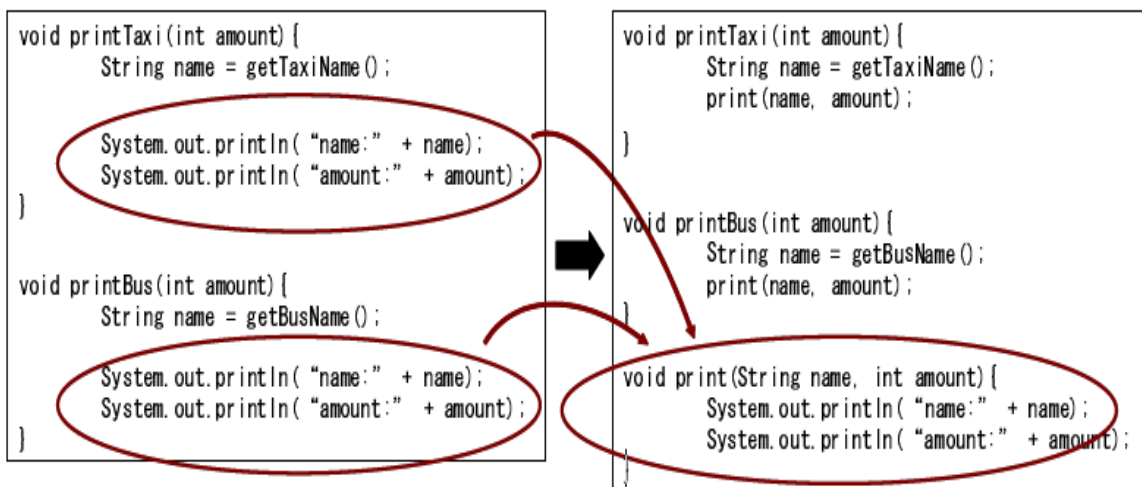 void printTaxi(int amount){
String name = getTaxiName();
System.out.println( “name:” + name);
System.out.println( “amount:” + amount);
}
void printBus(int amount){
String name = getBusName();
System.out.println( “name:” + name);
System.out.println( “amount:” + amount);
}
void printTaxi(int amount){
String name = getTaxiName();
print(name, amount);
}
void printBus(int amount){
String name = getBusName();
print(name, amount);
}
void print(String name, int amount){
System.out.println( “name:” + name);
System.out.println( “amount:” + amount);
}